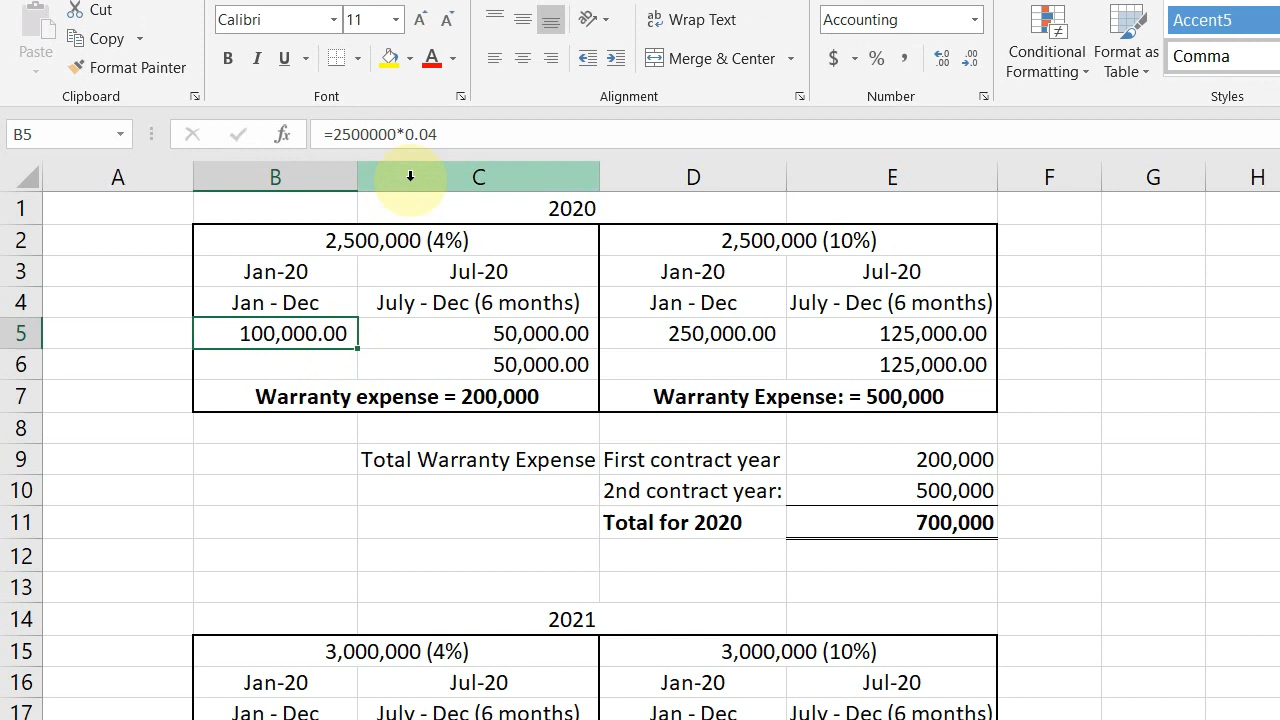 Cut
Calibri 11 A A Wrap Text Accounting Accent5
Paste Copy
Format Painter B I U A Merge & Center $ % , Conditional Formatting Format as Table Comma
Clipboard Font Alignment Number Styles
B5 fx =2500000*0.04
A B C D E F G H
1 2020
2 2,500,000 (4%) 2,500,000 (10%)
3 Jan-20 Jul-20 Jan-20 Jul-20
4 Jan - Dec July - Dec (6 months) Jan - Dec July - Dec (6 months)
5 100,000.00 50,000.00 250,000.00 125,000.00
6 50,000.00 125,000.00
7 Warranty expense = 200,000 Warranty Expense: = 500,000
8
9 Total Warranty Expense First contract year 200,000
10 2nd contract year: 500,000
11 Total for 2020 700,000
12
13
14 2021
15 3,000,000 (4%) 3,000,000 (10%)
16 Jan-20 Jul-20 Jan-20 Jul-20
17 Jan - Dec July - Dec (6 months) Jan - Dec July - Dec (6 months)